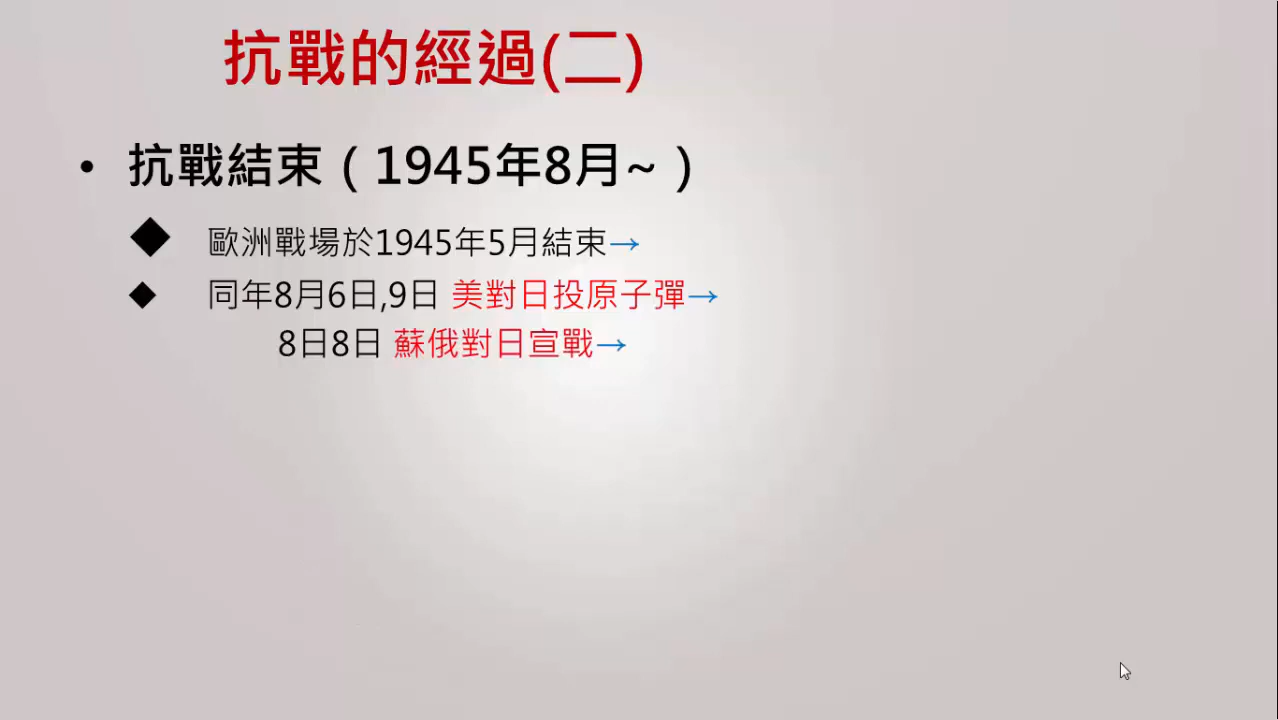 抗戰的經過(二)
• 抗戰結束（1945年8月~）
◆ 歐洲戰場於1945年5月結束→
◆ 同年8月6日,9日 美對日投原子彈→
8日8日 蘇俄對日宣戰→